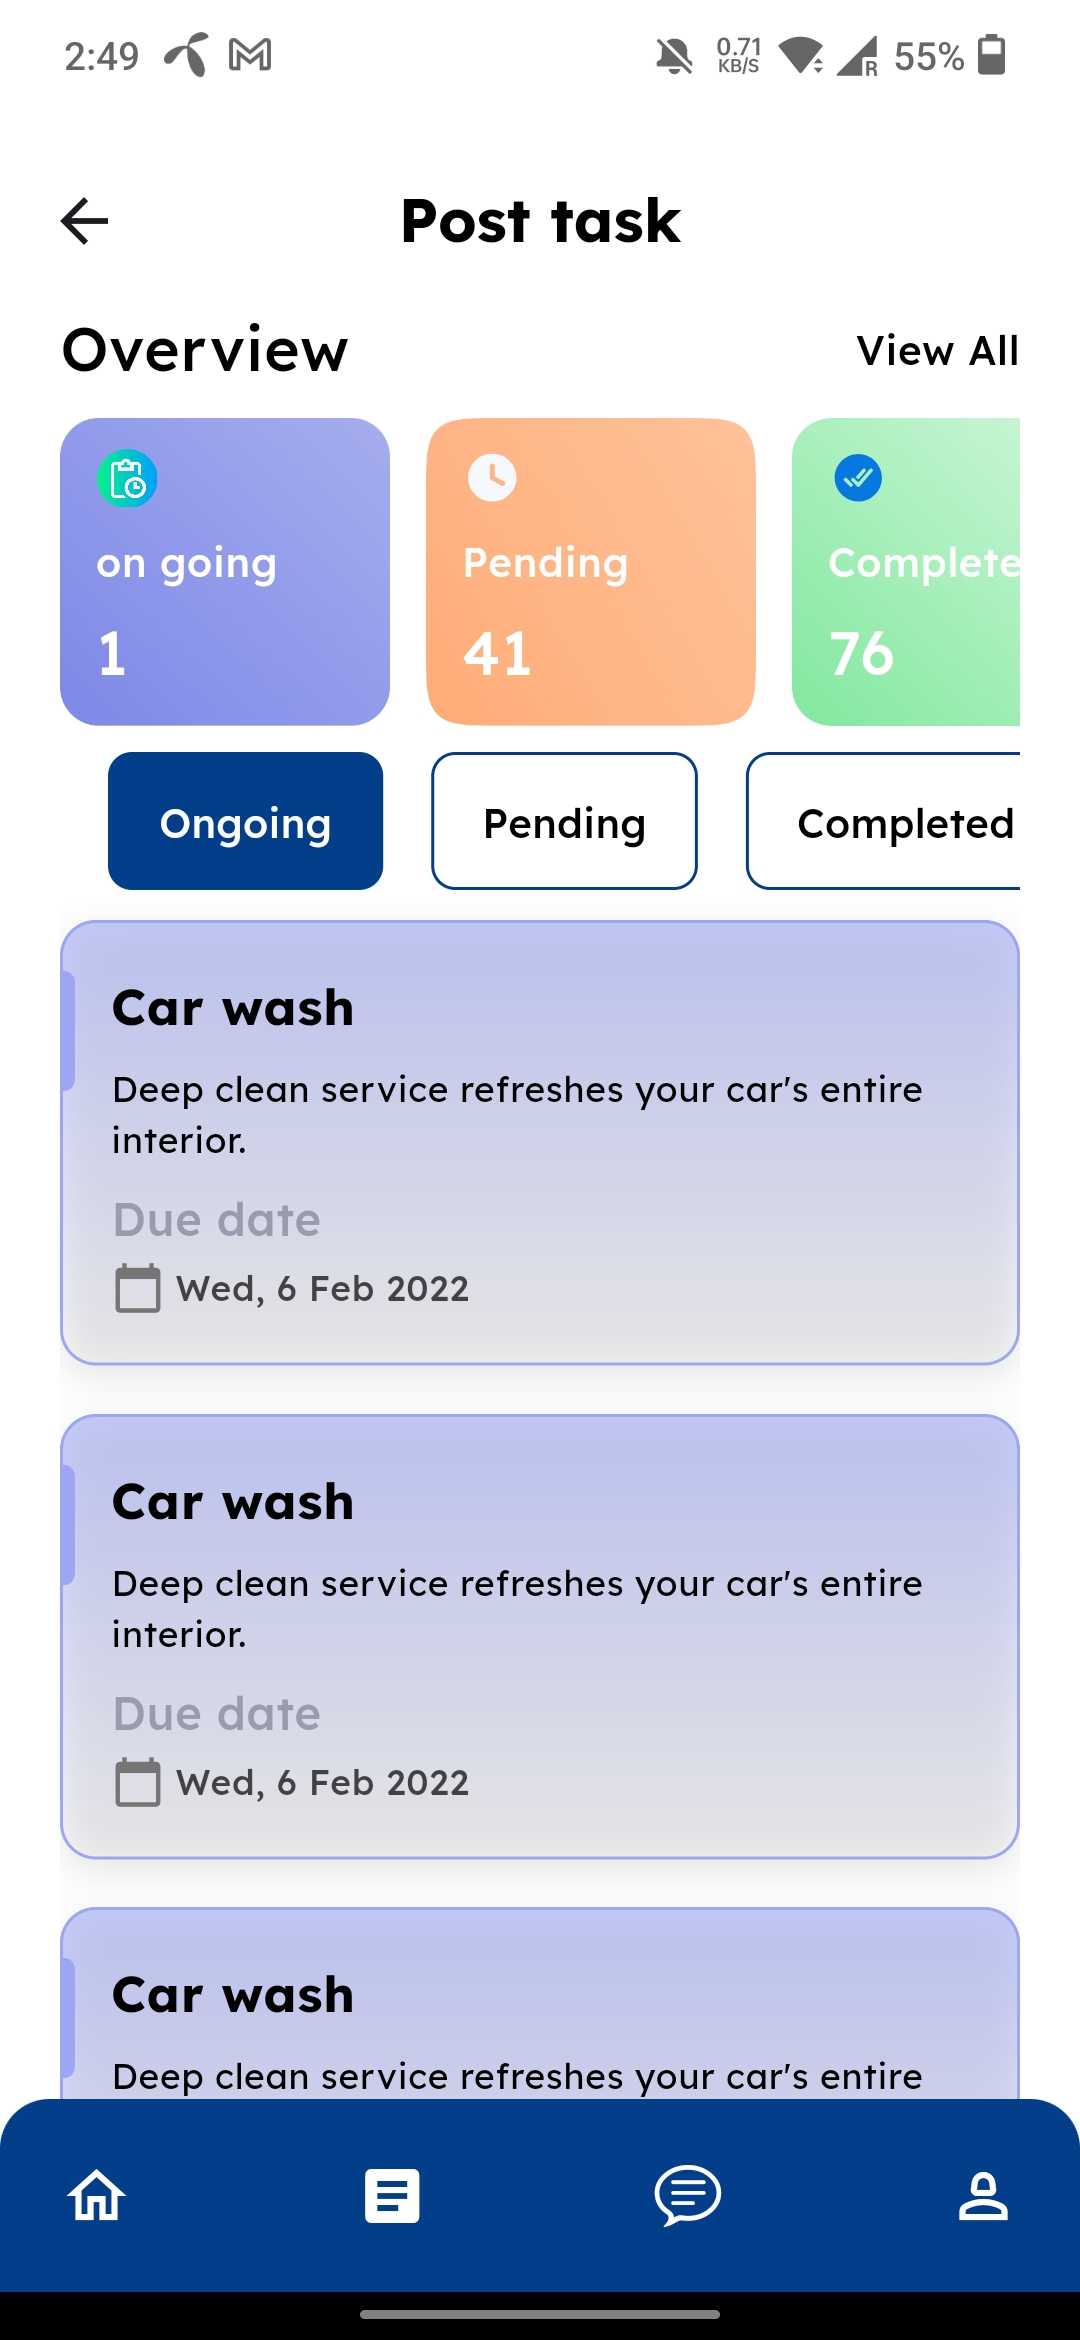 2:49
0.71
KB/S
R
55%
Post task
Overview
View All
on going
Pending
Complete
1
41
76
Ongoing
Pending
Completed
Car wash
Deep clean service refreshes your car's entire
interior.
Due date
Wed, 6 Feb 2022
Car wash
Deep clean service refreshes your car's entire
interior.
Due date
Wed, 6 Feb 2022
Car wash
Deep clean service refreshes your car's entire